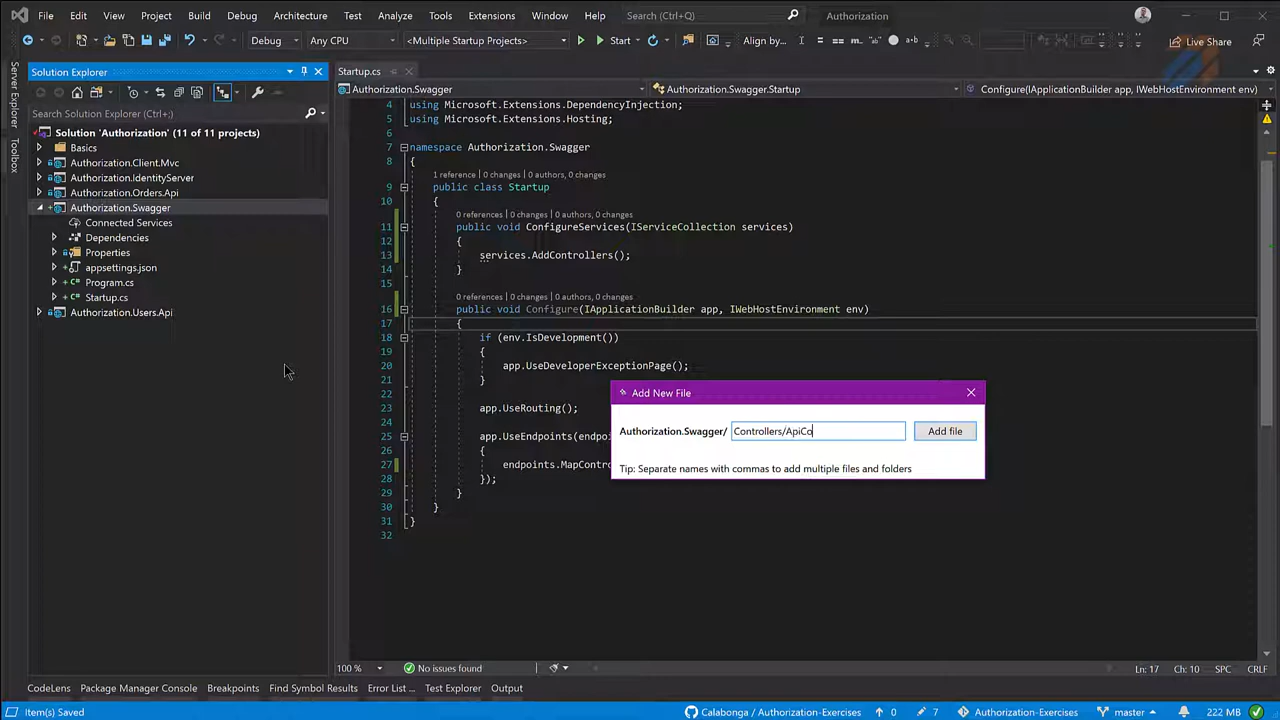 File Edit View Project Build Debug Architecture Test Analyze Tools Extensions Window Help Search (Ctrl+Q) Authorization
Debug Any CPU <Multiple Startup Projects> Start Align by... Live Share
Server Explorer
Toolbox
Solution Explorer
Search Solution Explorer (Ctrl+;)
Solution 'Authorization' (11 of 11 projects)
Basics
Authorization.Client.Mvc
Authorization.IdentityServer
Authorization.Orders.Api
Authorization.Swagger
Connected Services
Dependencies
Properties
appsettings.json
Program.cs
Startup.cs
Authorization.Users.Api
Startup.cs
Authorization.Swagger Authorization.Swagger.Startup Configure(IApplicationBuilder app, IWebHostEnvironment env)
4 using Microsoft.Extensions.DependencyInjection;
5 using Microsoft.Extensions.Hosting;
6
7 namespace Authorization.Swagger
8 {
1 reference | 0 changes | 0 authors, 0 changes
9 public class Startup
10 {
0 references | 0 changes | 0 authors, 0 changes
11 public void ConfigureServices(IServiceCollection services)
12 {
13 services.AddControllers();
14 }
15
0 references | 0 changes | 0 authors, 0 changes
16 public void Configure(IApplicationBuilder app, IWebHostEnvironment env)
17 {
18 if (env.IsDevelopment())
19 {
20 app.UseDeveloperExceptionPage();
21 }
22
23 app.UseRouting();
24
25 app.UseEndpoints(endpoi
26 {
27 endpoints.MapContro
28 });
29 }
30 }
31 }
32
Add New File
Authorization.Swagger/ Controllers/ApiCo Add file
Tip: Separate names with commas to add multiple files and folders
100 % No issues found Ln: 17 Ch: 10 SPC CRLF
CodeLens Package Manager Console Breakpoints Find Symbol Results Error List ... Test Explorer Output
Item(s) Saved Calabonga / Authorization-Exercises 0 7 Authorization-Exercises master 222 MB